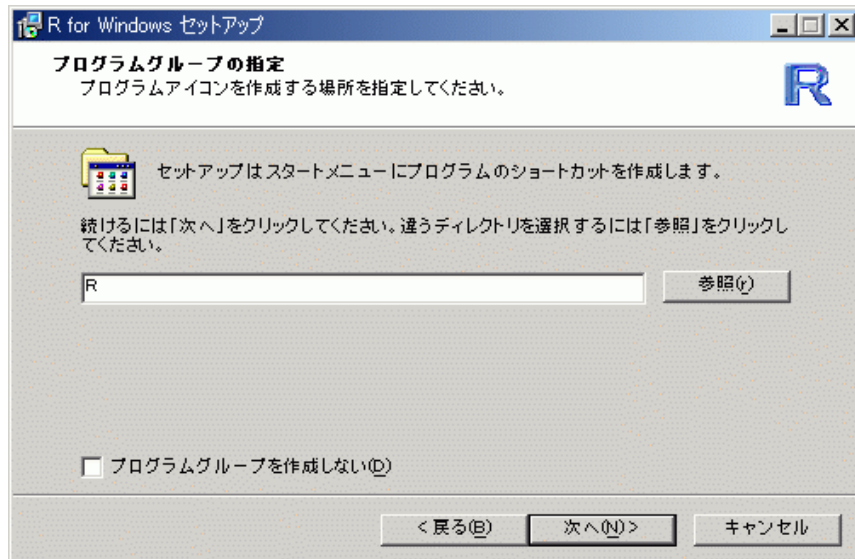 R for Windows セットアップ
プログラムグループの指定
プログラムアイコンを作成する場所を指定してください。
R
セットアップはスタートメニューにプログラムのショートカットを作成します。
続けるには「次へ」をクリックしてください。違うディレクトリを選択するには「参照」をクリックし
てください。
R
参照(r)
プログラムグループを作成しない(D)
<戻る(B)
次へ(N)>
キャンセル